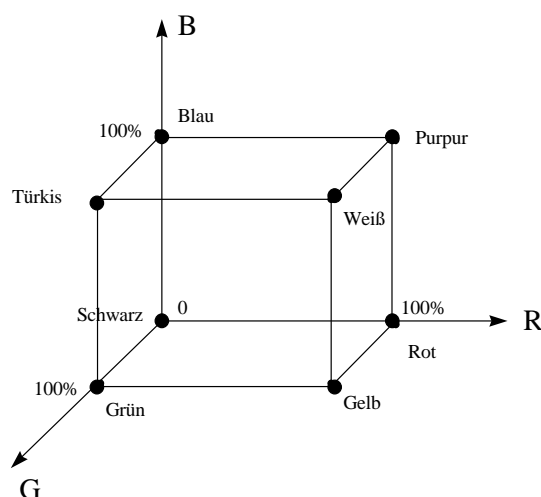 B
Blau
100%
Purpur
Türkis
Weiß
Schwarz
0
100%
R
Rot
100%
Gelb
Grün
G